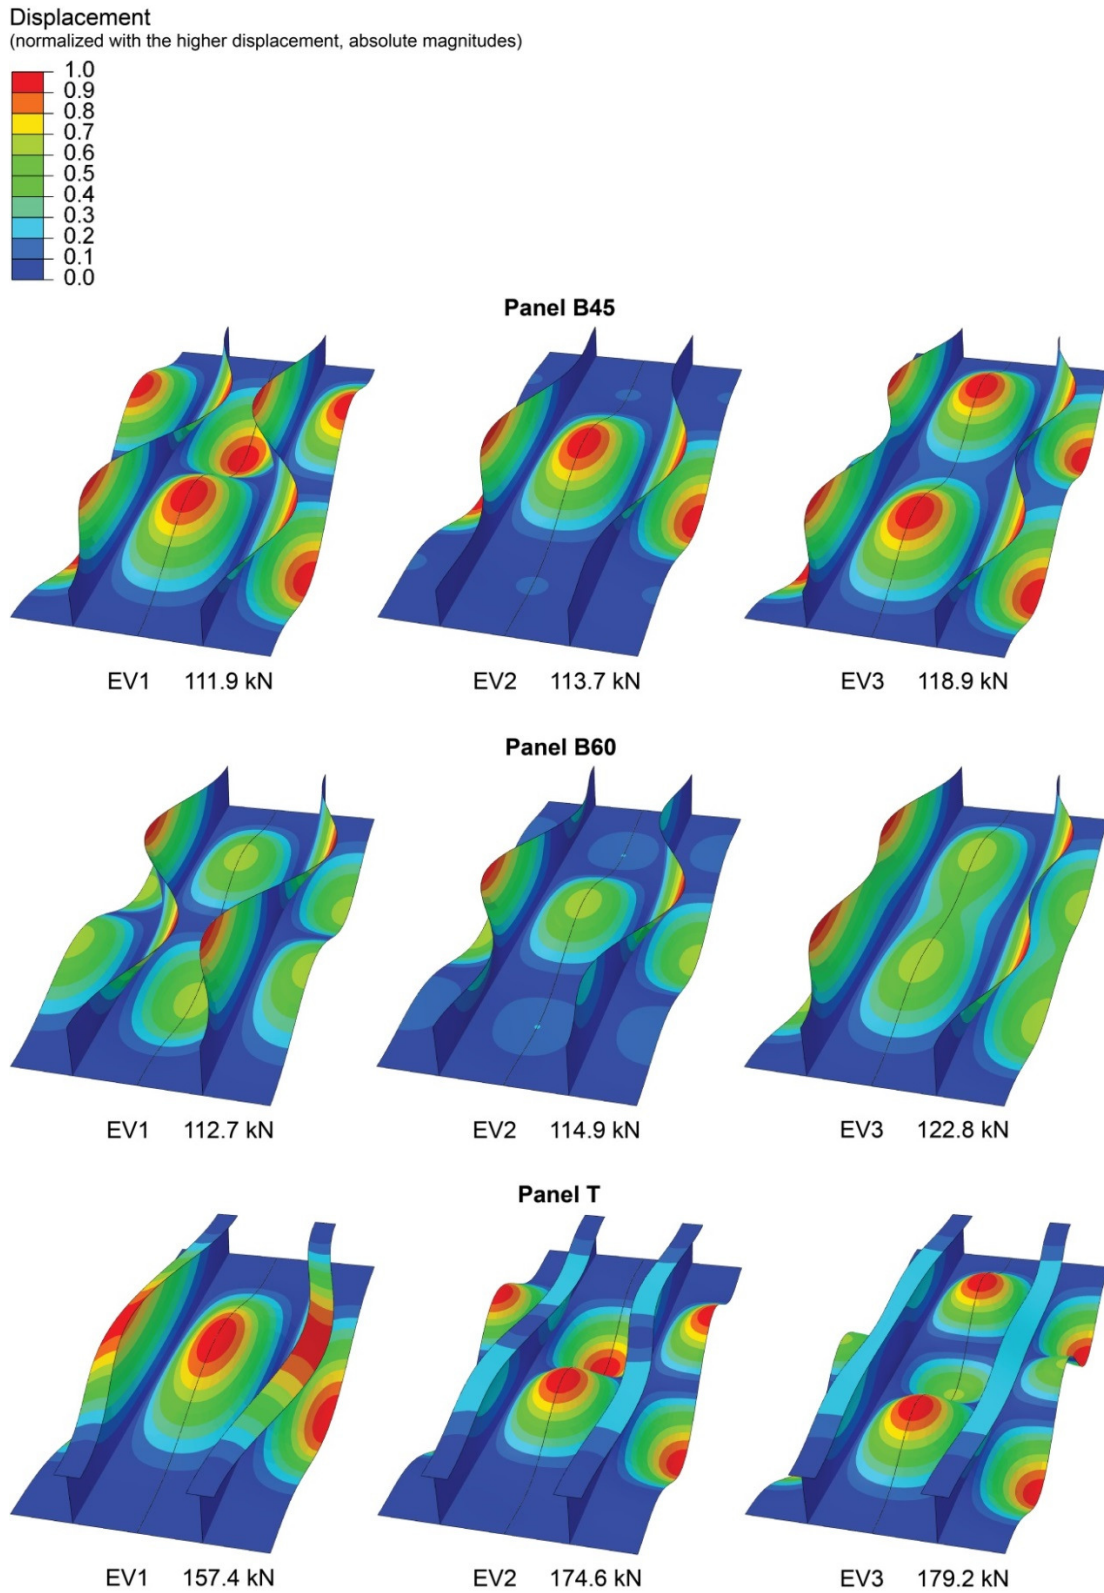 Displacement
(normalized with the higher displacement, absolute magnitudes)
1.0
0.9
0.8
0.7
0.6
0.5
0.4
0.3
0.2
0.1
0.0
Panel B45
EV1 111.9 kN
EV2 113.7 kN
EV3 118.9 kN
Panel B60
EV1 112.7 kN
EV2 114.9 kN
EV3 122.8 kN
Panel T
EV1 157.4 kN
EV2 174.6 kN
EV3 179.2 kN